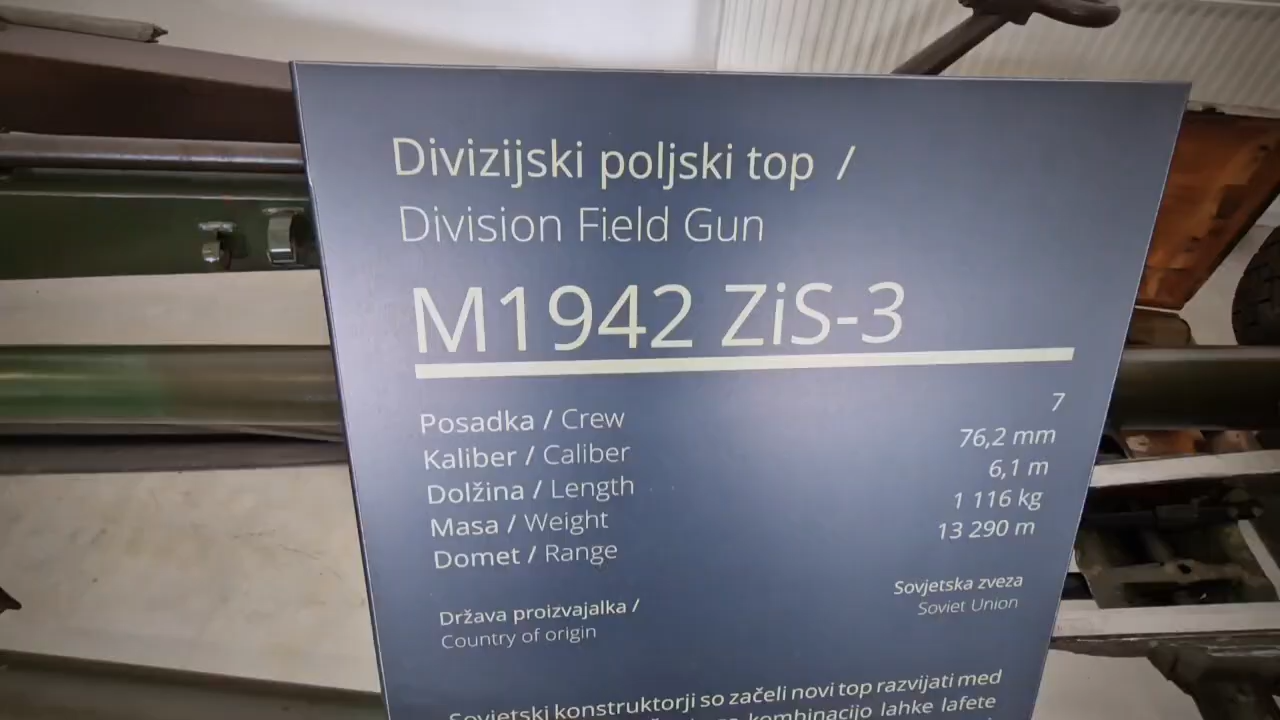 Divizijski poljski top /
Division Field Gun
M1942 ZiS-3
Posadka / Crew 7
Kaliber / Caliber 76,2 mm
Dolžina / Length 6,1 m
Masa / Weight 1 116 kg
Domet / Range 13 290 m
Država proizvajalka / Sovjetska zveza
Country of origin Soviet Union
Sovjetski konstruktorji so začeli novi top razvijati med
kombinacijo lahke lafete